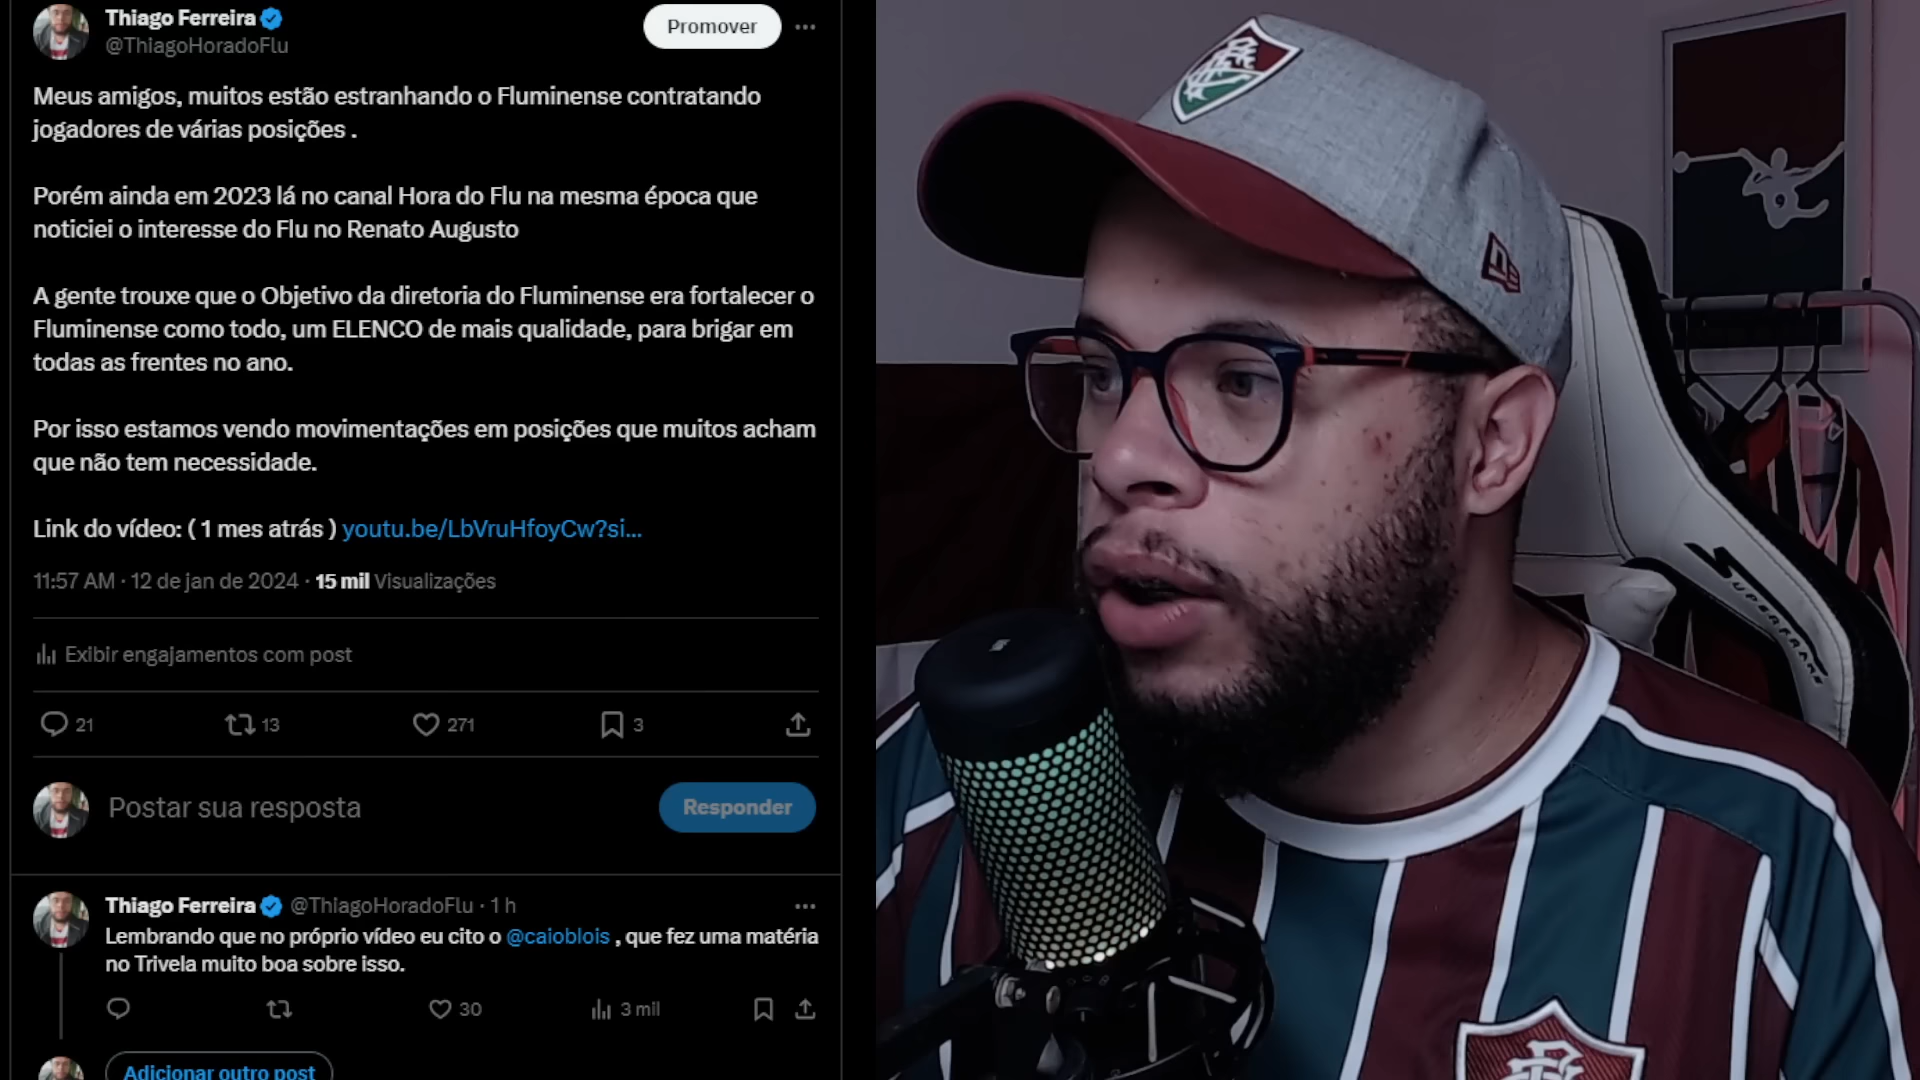 Thiago Ferreira
Promover
@ThiagoHoradoFlu
Meus amigos, muitos estão estranhando o Fluminense contratando
jogadores de várias posições .
Porém ainda em 2023 lá no canal Hora do Flu na mesma época que
noticiei o interesse do Flu no Renato Augusto
A gente trouxe que o Objetivo da diretoria do Fluminense era fortalecer o
Fluminense como todo, um ELENCO de mais qualidade, para brigar em
todas as frentes no ano.
Por isso estamos vendo movimentações em posições que muitos acham
que não tem necessidade.
Link do vídeo: ( 1 mes atrás ) youtu.be/LbVruHfoyCw?si...
11:57 AM · 12 de jan de 2024 · 15 mil Visualizações
Exibir engajamentos com post
21 13 271 3
Postar sua resposta
Responder
Thiago Ferreira @ThiagoHoradoFlu · 1 h
Lembrando que no próprio vídeo eu cito o @caioblois , que fez uma matéria
no Trivela muito boa sobre isso.
30 3 mil
Adicionar outro post
SUPERFRAME